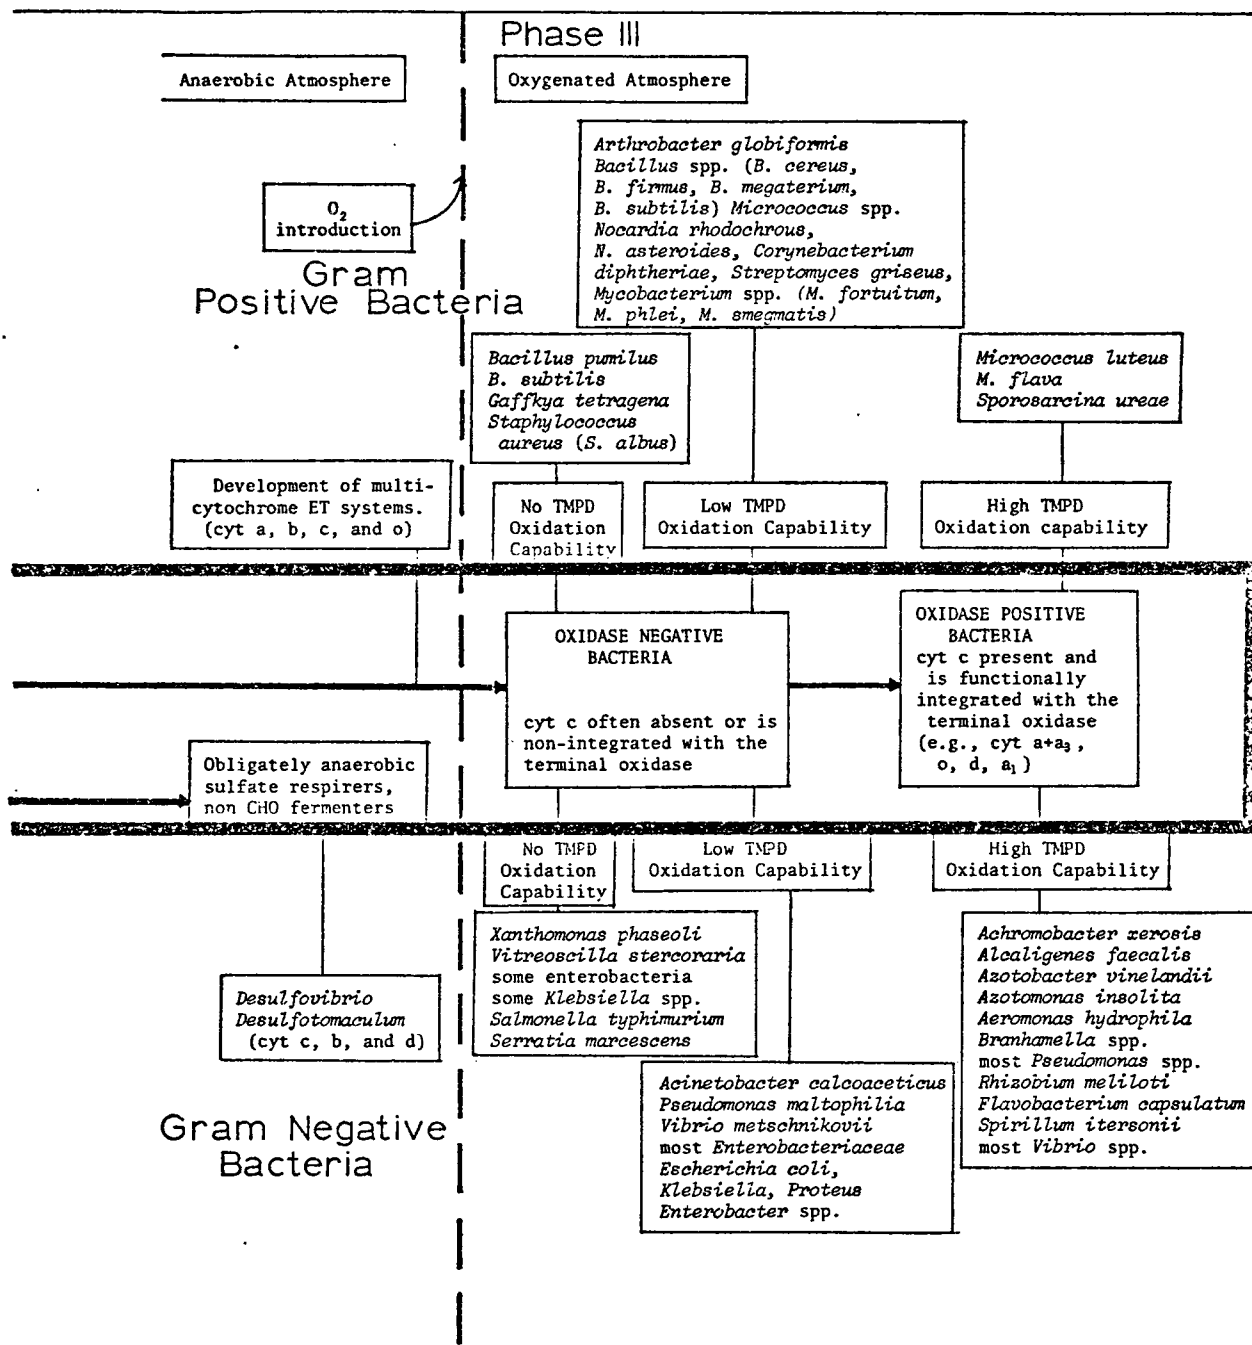 Phase III
Anaerobic Atmosphere
Oxygenated Atmosphere
O₂
introduction
Gram
Positive Bacteria
Arthrobacter globiformis
Bacillus spp. (B. cereus,
B. firmus, B. megaterium,
B. subtilis) Micrococcus spp.
Nocardia rhodochrous,
N. asteroides, Corynebacterium
diphtheriae, Streptomyces griseus,
Mycobacterium spp. (M. fortuitum,
M. phlei, M. smegmatis)
Bacillus pumilus
B. subtilis
Gaffkya tetragena
Staphylococcus
aureus (S. albus)
Micrococcus luteus
M. flava
Sporosarcina ureae
Development of multi-
cytochrome ET systems.
(cyt a, b, c, and o)
No TMPD
Oxidation
Capability
Low TMPD
Oxidation Capability
High TMPD
Oxidation capability
OXIDASE NEGATIVE
BACTERIA
cyt c often absent or is
non-integrated with the
terminal oxidase
OXIDASE POSITIVE
BACTERIA
cyt c present and
is functionally
integrated with the
terminal oxidase
(e.g., cyt a+a₃,
o, d, a₁)
Obligately anaerobic
sulfate respirers,
non CHO fermenters
No TMPD
Oxidation
Capability
Low TMPD
Oxidation Capability
High TMPD
Oxidation Capability
Desulfovibrio
Desulfotomaculum
(cyt c, b, and d)
Xanthomonas phaseoli
Vitreoscilla stercoraria
some enterobacteria
some Klebsiella spp.
Salmonella typhimurium
Serratia marcescens
Acinetobacter calcoaceticus
Pseudomonas maltophilia
Vibrio metschnikovii
most Enterobacteriaceae
Escherichia coli,
Klebsiella, Proteus
Enterobacter spp.
Achromobacter xerosis
Alcaligenes faecalis
Azotobacter vinelandii
Azotomonas insolita
Aeromonas hydrophila
Branhamella spp.
most Pseudomonas spp.
Rhizobium meliloti
Flavobacterium capsulatum
Spirillum itersonii
most Vibrio spp.
Gram Negative
Bacteria